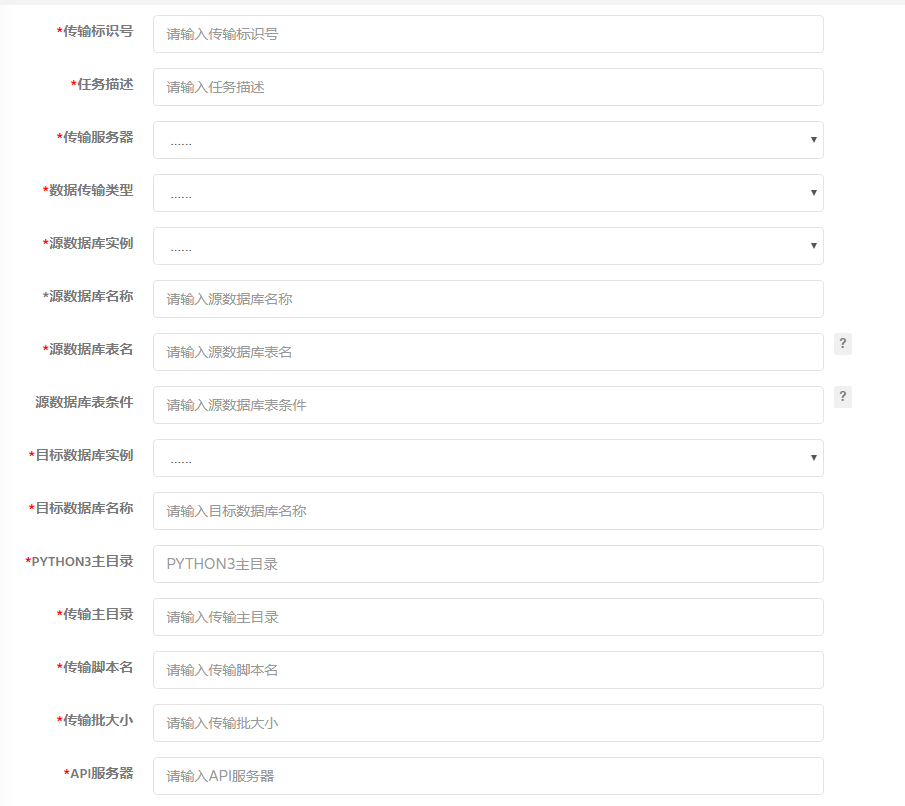 *传输标识号 请输入传输标识号
*任务描述 请输入任务描述
*传输服务器 ...... ▾
*数据传输类型 ...... ▾
*源数据库实例 ...... ▾
*源数据库名称 请输入源数据库名称
*源数据库表名 请输入源数据库表名 ?
源数据库表条件 请输入源数据库表条件 ?
*目标数据库实例 ...... ▾
*目标数据库名称 请输入目标数据库名称
*PYTHON3主目录 PYTHON3主目录
*传输主目录 请输入传输主目录
*传输脚本名 请输入传输脚本名
*传输批大小 请输入传输批大小
*API服务器 请输入API服务器